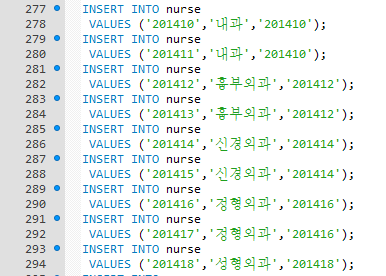 277 INSERT INTO nurse
278 VALUES ('201410','내과','201410');
279 INSERT INTO nurse
280 VALUES ('201411','내과','201410');
281 INSERT INTO nurse
282 VALUES ('201412','흉부외과','201412');
283 INSERT INTO nurse
284 VALUES ('201413','흉부외과','201412');
285 INSERT INTO nurse
286 VALUES ('201414','신경외과','201414');
287 INSERT INTO nurse
288 VALUES ('201415','신경외과','201414');
289 INSERT INTO nurse
290 VALUES ('201416','정형외과','201416');
291 INSERT INTO nurse
292 VALUES ('201417','정형외과','201416');
293 INSERT INTO nurse
294 VALUES ('201418','성형외과','201418');